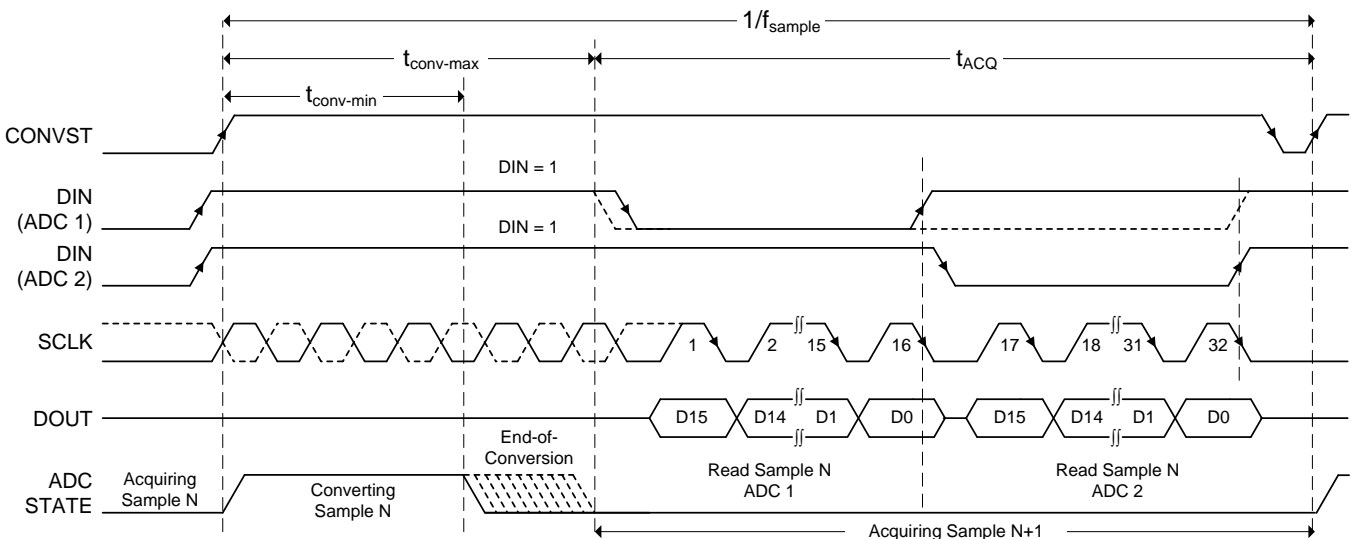 1/fsample
tconv-max
tACQ
tconv-min
CONVST
DIN = 1
DIN
(ADC 1)
DIN = 1
DIN
(ADC 2)
SCLK
1
2
15
16
17
18
31
32
DOUT
D15
D14
D1
D0
D15
D14
D1
D0
End-of-
Conversion
ADC
STATE
Acquiring
Sample N
Converting
Sample N
Read Sample N
ADC 1
Read Sample N
ADC 2
Acquiring Sample N+1